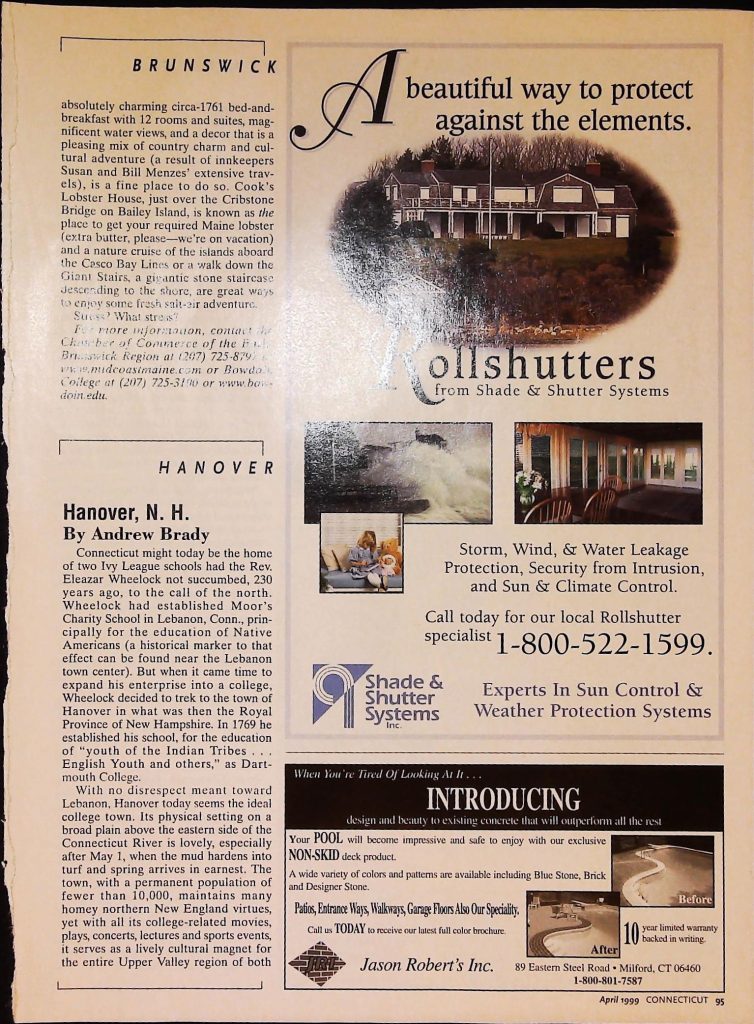 BRUNSWICK
absolutely charming circa-1761 bed-and-
breakfast with 12 rooms and suites, mag-
nificent water views, and a decor that is a
pleasing mix of country charm and cul-
tural adventure (a result of innkeepers
Susan and Bill Menzes' extensive trav-
els), is a fine place to do so. Cook's
Lobster House, just over the Cribstone
Bridge on Bailey Island, is known as the
place to get your required Maine lobster
(extra butter, please—we're on vacation)
and a nature cruise of the islands aboard
the Casco Bay Lines or a walk down the
Giant Stairs, a gigantic stone staircase
descending to the shore, are great ways
to enjoy some fresh salt-air adventure.
Stress? What stress?
For more information, contact the
Chamber of Commerce of the Bath
Brunswick Region at (207)
www.midcoastmaine.com or Bowdoin
College at (207) 725-3190 or www.bow-
doin.edu.
HANOVER
Hanover, N. H.
By Andrew Brady
Connecticut might today be the home
of two Ivy League schools had the Rev.
Eleazar Wheelock not succumbed, 230
years ago, to the call of the north.
Wheelock had established Moor's
Charity School in Lebanon, Conn., prin-
cipally for the education of Native
Americans (a historical marker to that
effect can be found near the Lebanon
town center). But when it came time to
expand his enterprise into a college,
Wheelock decided to trek to the town of
Hanover in what was then the Royal
Province of New Hampshire. In 1769 he
established his school, for the education
of "youth of the Indian Tribes . . .
English Youth and others," as Dart-
mouth College.
With no disrespect meant toward
Lebanon, Hanover today seems the ideal
college town. Its physical setting on a
broad plain above the eastern side of the
Connecticut River is lovely, especially
after May 1, when the mud hardens into
turf and spring arrives in earnest. The
town, with a permanent population of
fewer than 10,000, maintains many
homey northern New England virtues,
yet with all its college-related movies,
plays, concerts, lectures and sports events,
it serves as a lively cultural magnet for
the entire Upper Valley region of both
A beautiful way to protect
against the elements.
Rollshutters
from Shade & Shutter Systems
Storm, Wind, & Water Leakage
Protection, Security from Intrusion,
and Sun & Climate Control.
Call today for our local Rollshutter
specialist 1-800-522-1599.
Shade &
Shutter
Systems
Inc.
Experts In Sun Control &
Weather Protection Systems
When You're Tired Of Looking At It . . .
INTRODUCING
design and beauty to existing concrete that will outperform all the rest
Your POOL will become impressive and safe to enjoy with our exclusive
NON-SKID deck product.
A wide variety of colors and patterns are available including Blue Stone, Brick
and Designer Stone.
Patios, Entrance Ways, Walkways, Garage Floors Also Our Speciality.
Call us TODAY to receive our latest full color brochure.
Before
After
10 year limited warranty
backed in writing.
Jason Robert's Inc.
89 Eastern Steel Road • Milford, CT 06460
1-800-801-7587
April 1999 CONNECTICUT 95